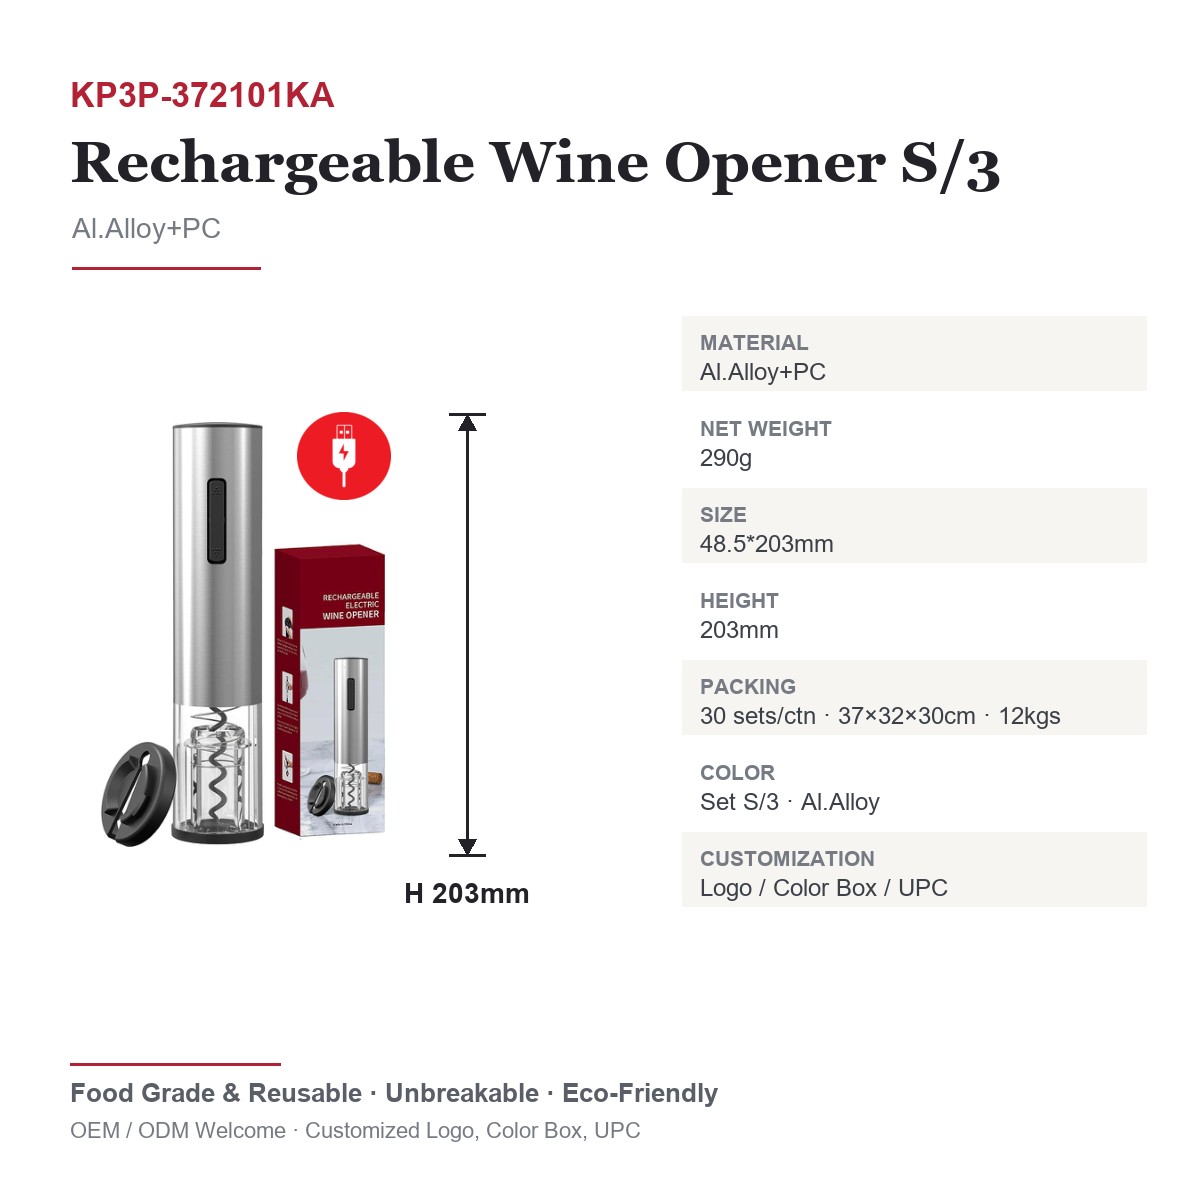 KP3P-372101KA
Rechargeable Wine Opener S/3
Al.Alloy+PC
MATERIAL
Al.Alloy+PC
NET WEIGHT
290g
SIZE
48.5*203mm
HEIGHT
203mm
PACKING
30 sets/ctn · 37×32×30cm · 12kgs
COLOR
Set S/3 · Al.Alloy
CUSTOMIZATION
Logo / Color Box / UPC
RECHARGEABLE
ELECTRIC
WINE OPENER
H 203mm
Food Grade & Reusable · Unbreakable · Eco-Friendly
OEM / ODM Welcome · Customized Logo, Color Box, UPC